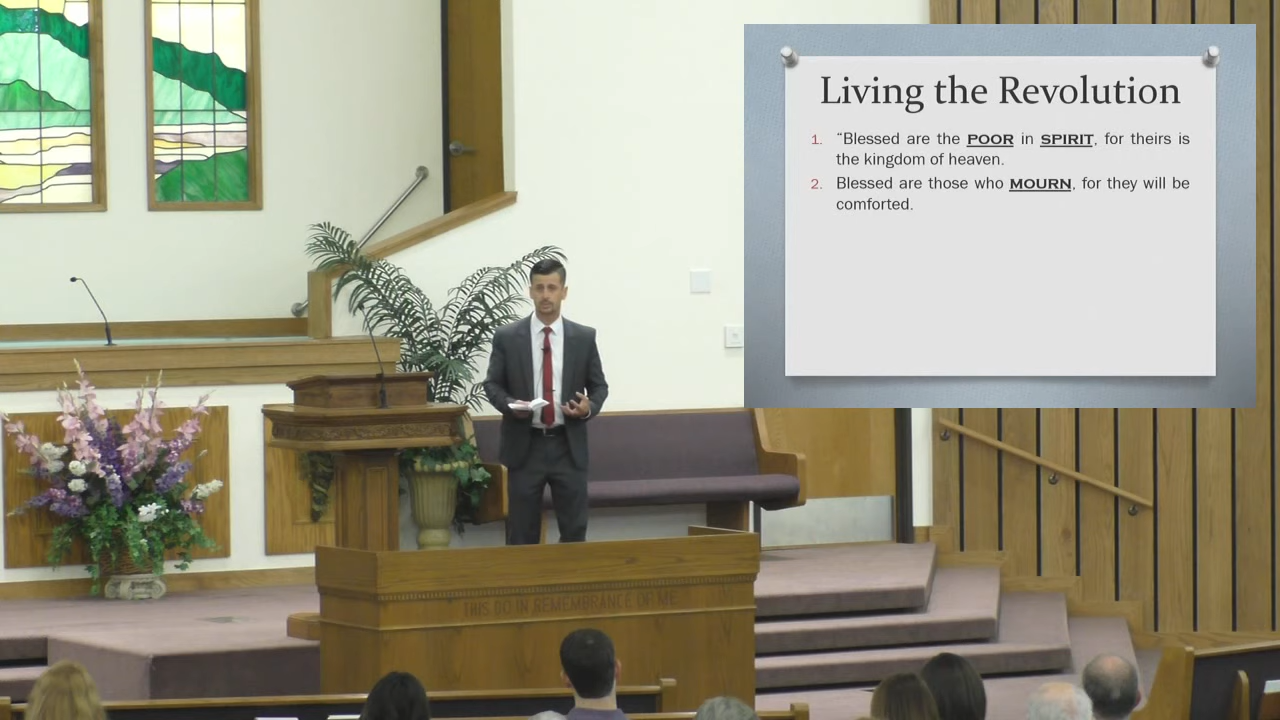 Living the Revolution
1. “Blessed are the POOR in SPIRIT, for theirs is
the kingdom of heaven.
2. Blessed are those who MOURN, for they will be
comforted.
THIS DO IN REMEMBRANCE OF ME